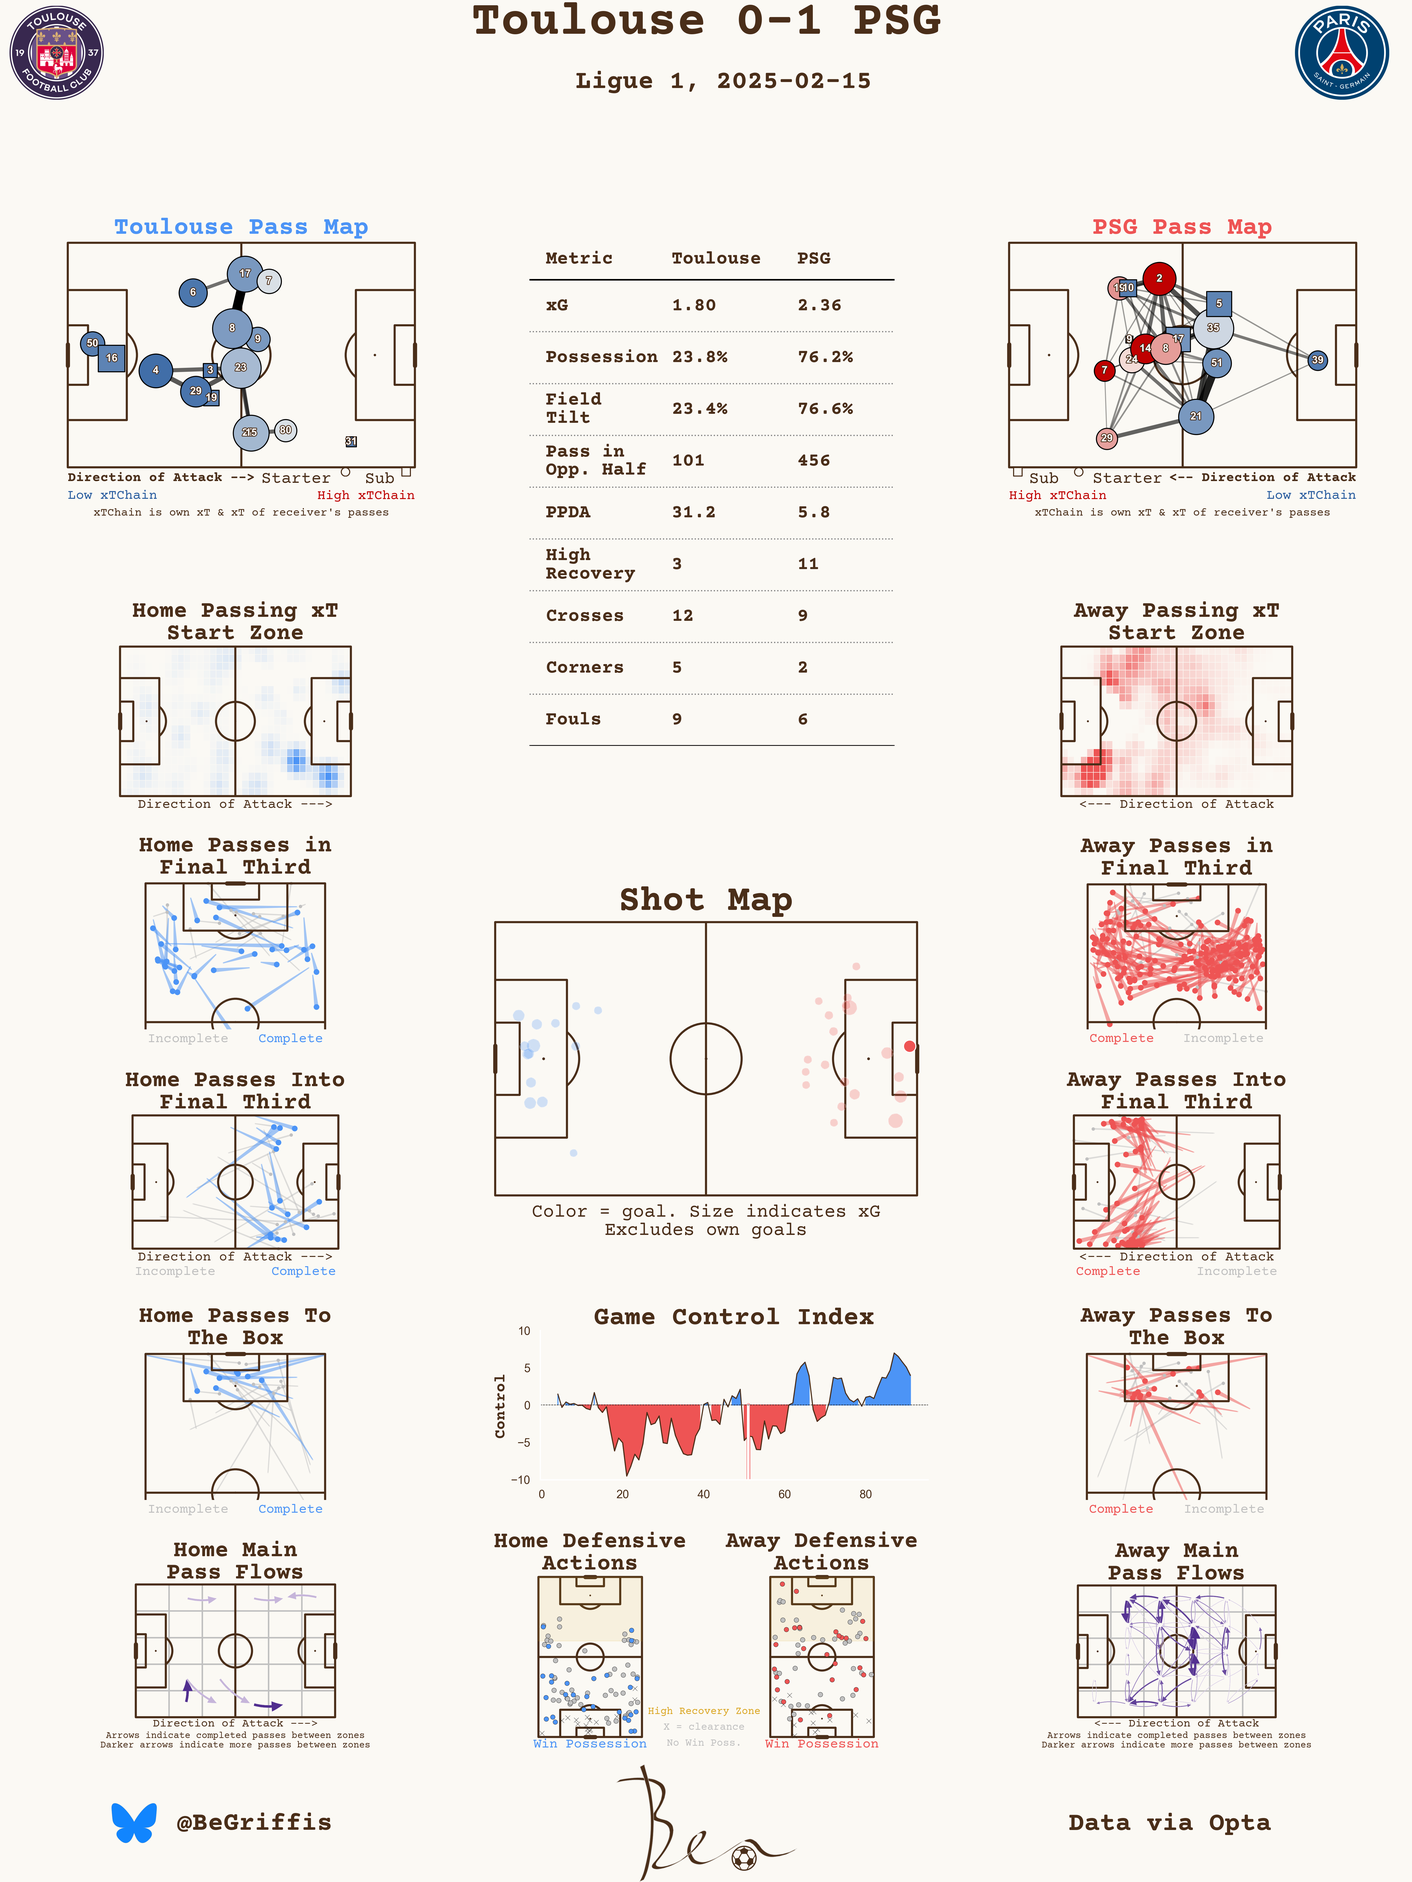 Toulouse 0-1 PSG
Ligue 1, 2025-02-15
TOULOUSE
19 37
FOOTBALL CLUB
PARIS
SAINT-GERMAIN
Toulouse Pass Map
17
7
6
8
9
50
16
4
3
23
29
19
80
31
Direction of Attack --> Starter Sub
Low xTChain High xTChain
xTChain is own xT & xT of receiver's passes
Metric Toulouse PSG
xG 1.80 2.36
Possession 23.8% 76.2%
Field
Tilt 23.4% 76.6%
Pass in
Opp. Half 101 456
PPDA 31.2 5.8
High
Recovery 3 11
Crosses 12 9
Corners 5 2
Fouls 9 6
PSG Pass Map
2
10
5
35
17
9
14
8
24
51
39
7
21
29
Sub Starter <-- Direction of Attack
High xTChain Low xTChain
xTChain is own xT & xT of receiver's passes
Home Passing xT
Start Zone
Direction of Attack --->
Away Passing xT
Start Zone
<--- Direction of Attack
Home Passes in
Final Third
Incomplete Complete
Away Passes in
Final Third
Complete Incomplete
Shot Map
Color = goal. Size indicates xG
Excludes own goals
Home Passes Into
Final Third
Direction of Attack --->
Incomplete Complete
Away Passes Into
Final Third
<--- Direction of Attack
Complete Incomplete
Home Passes To
The Box
Incomplete Complete
Game Control Index
Control
10
5
0
−5
−10
0 20 40 60 80
Away Passes To
The Box
Complete Incomplete
Home Main
Pass Flows
Direction of Attack --->
Arrows indicate completed passes between zones
Darker arrows indicate more passes between zones
Home Defensive
Actions
Win Possession
High Recovery Zone
X = clearance
No Win Poss.
Away Defensive
Actions
Win Possession
Away Main
Pass Flows
<--- Direction of Attack
Arrows indicate completed passes between zones
Darker arrows indicate more passes between zones
@BeGriffis
Ben
Data via Opta